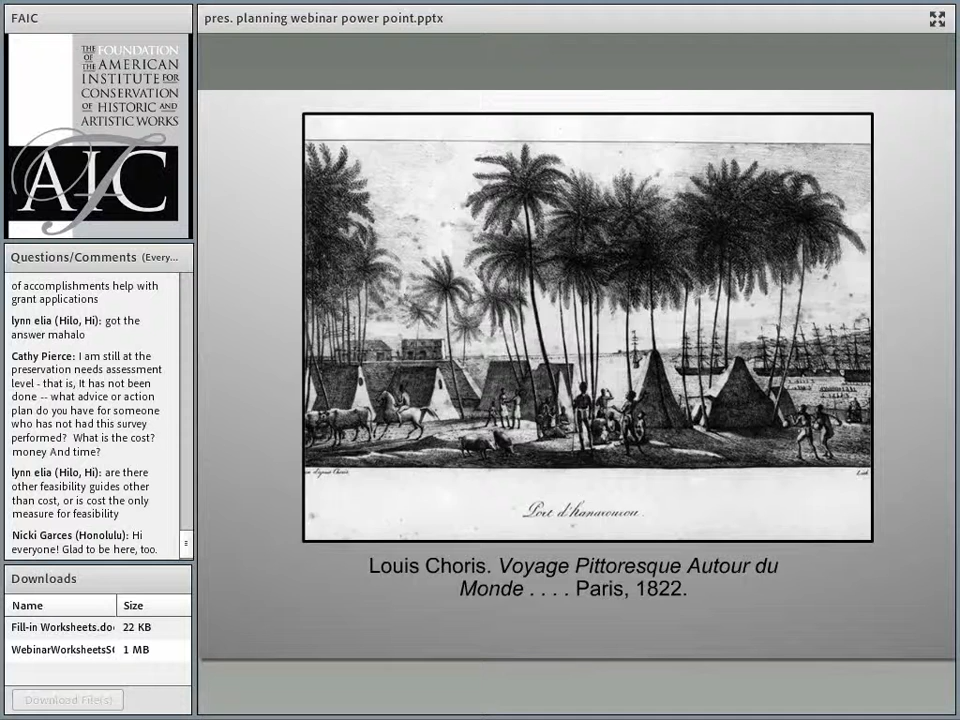 FAIC
THE FOUNDATION
OF THE AMERICAN
INSTITUTE FOR
CONSERVATION
OF HISTORIC AND
ARTISTIC WORKS
AIC
Questions/Comments (Every...
of accomplishments help with
grant applications
lynn elia (Hilo, Hi): got the
answer mahalo
Cathy Pierce: I am still at the
preservation needs assessment
level - that is, It has not been
done -- what advice or action
plan do you have for someone
who has not had this survey
performed? What is the cost?
money And time?
lynn elia (Hilo, Hi): are there
other feasibility guides other
than cost, or is cost the only
measure for feasibility
Nicki Garces (Honolulu): Hi
everyone! Glad to be here, too.
Downloads
Name Size
Fill-in Worksheets.do 22 KB
WebinarWorksheetsS 1 MB
Download File(s)
pres. planning webinar power point.pptx
Port d'hanarourou.
Louis Choris. Voyage Pittoresque Autour du
Monde . . . . Paris, 1822.